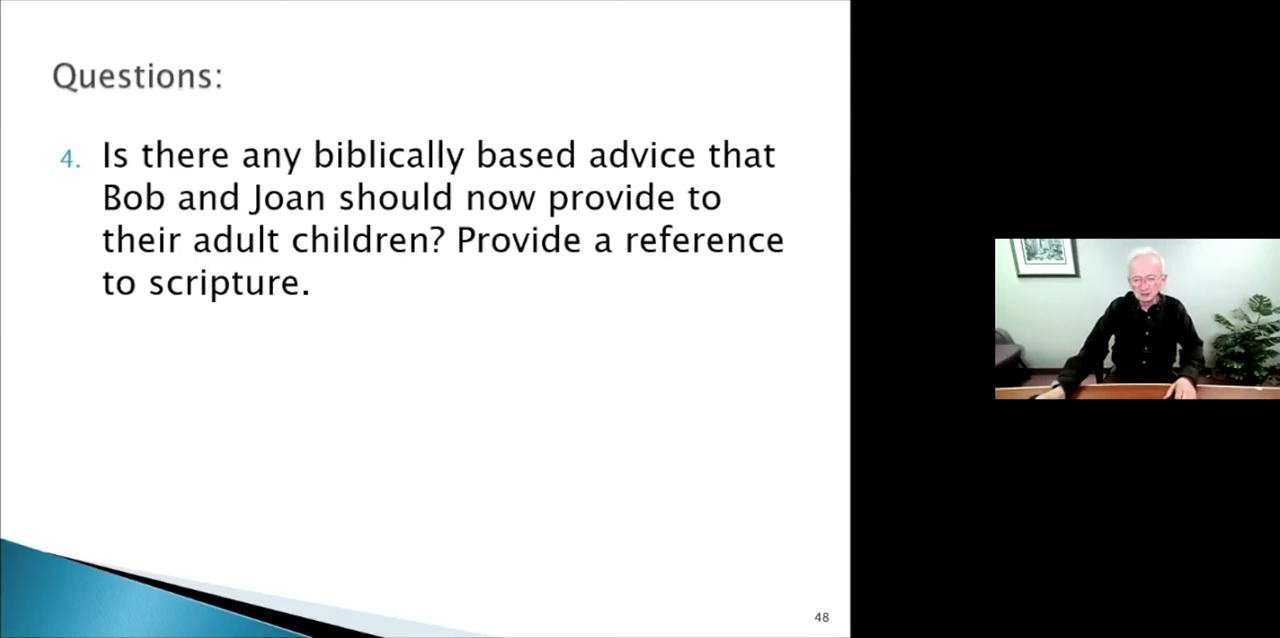 Questions:
4. Is there any biblically based advice that
Bob and Joan should now provide to
their adult children? Provide a reference
to scripture.
48